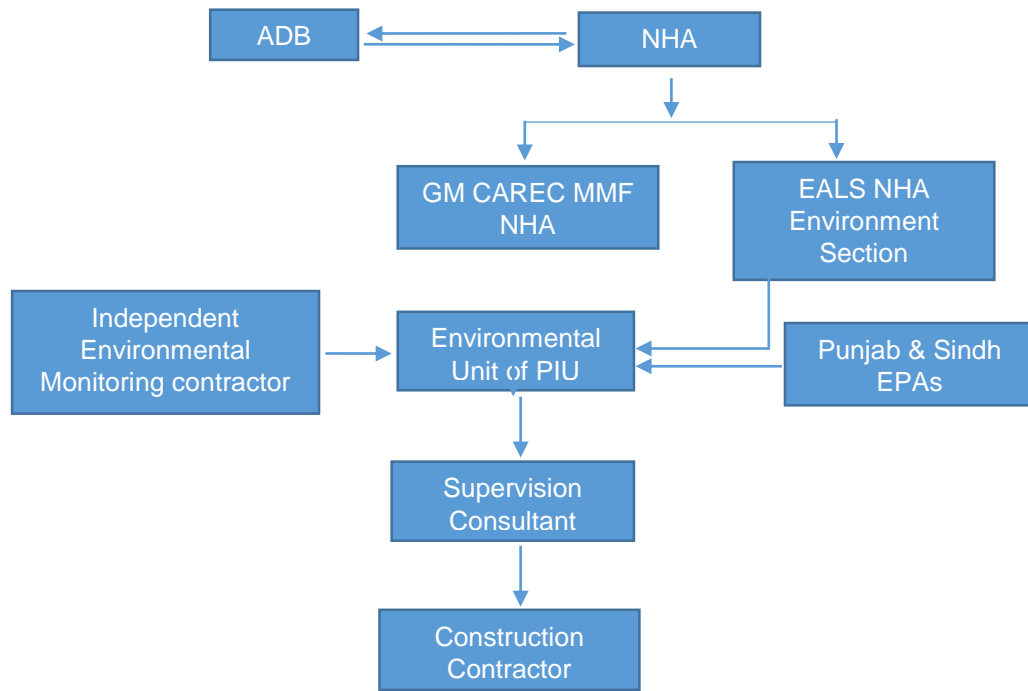 ADB
NHA
GM CAREC MMF
NHA
EALS NHA
Environment
Section
Independent
Environmental
Monitoring contractor
Environmental
Unit of PIU
Punjab & Sindh
EPAs
Supervision
Consultant
Construction
Contractor